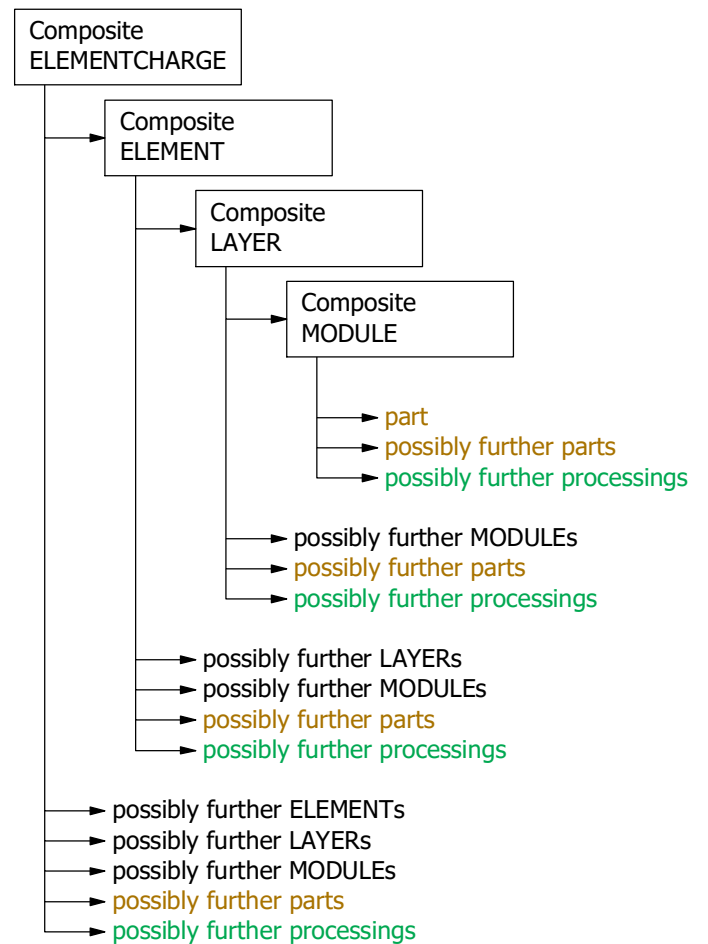 Composite
ELEMENTCHARGE
Composite
ELEMENT
Composite
LAYER
Composite
MODULE
part
possibly further parts
possibly further processings
possibly further MODULEs
possibly further parts
possibly further processings
possibly further LAYERs
possibly further MODULEs
possibly further parts
possibly further processings
possibly further ELEMENTs
possibly further LAYERs
possibly further MODULEs
possibly further parts
possibly further processings